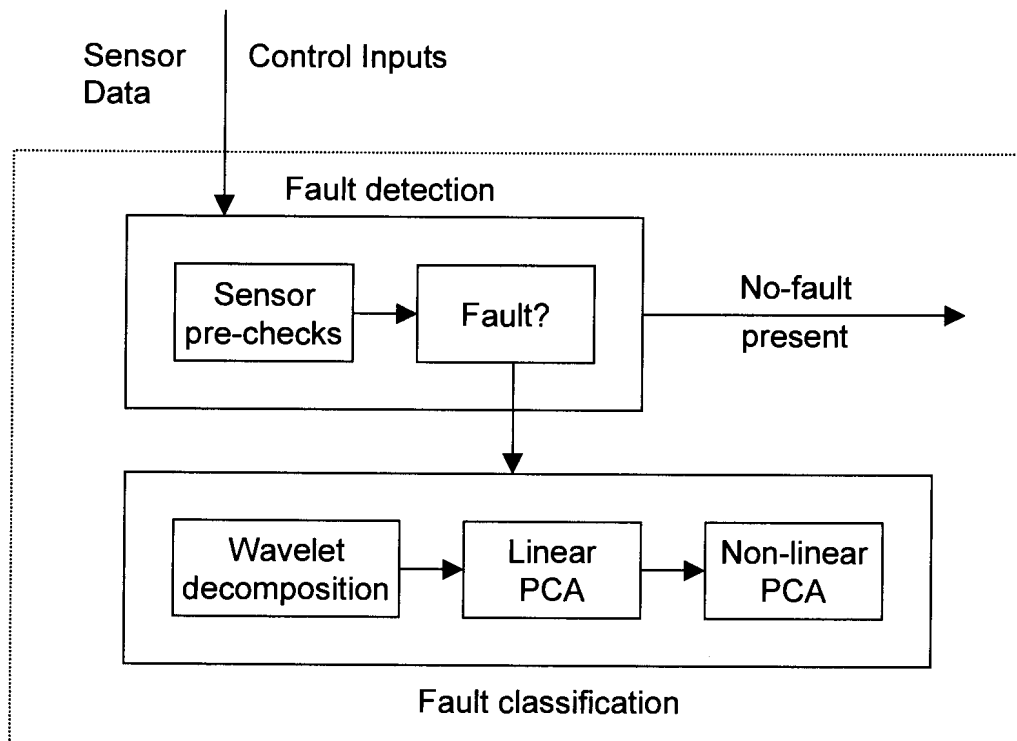 Sensor
Data
Control Inputs
Fault detection
Sensor
pre-checks
Fault?
No-fault
present
Wavelet
decomposition
Linear
PCA
Non-linear
PCA
Fault classification